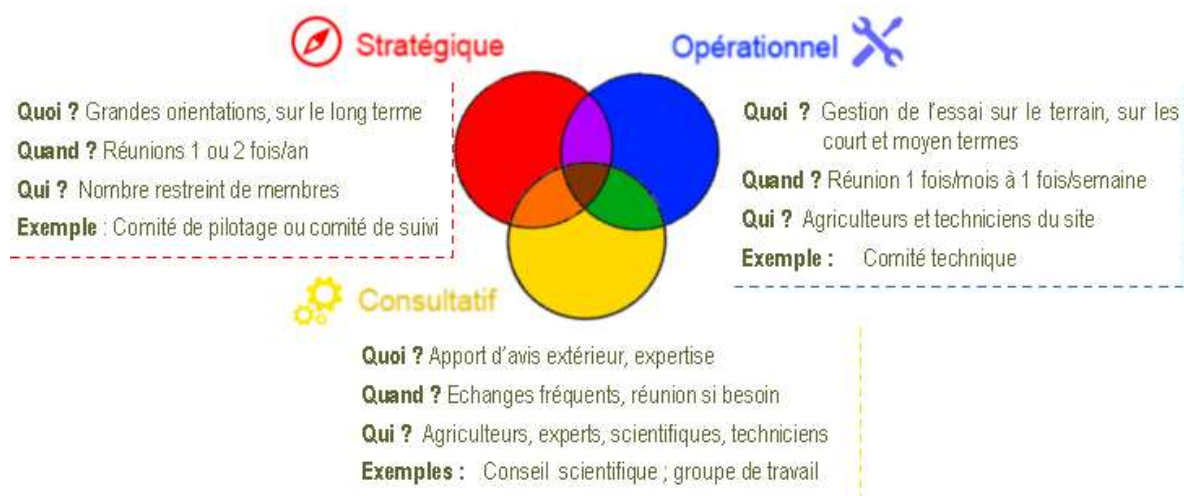 Stratégique
Quoi ? Grandes orientations, sur le long terme
Quand ? Réunions 1 ou 2 fois/an
Qui ? Nombre restreint de membres
Exemple : Comité de pilotage ou comité de suivi
Opérationnel
Quoi ? Gestion de l'essai sur le terrain, sur les
court et moyen termes
Quand ? Réunion 1 fois/mois à 1 fois/semaine
Qui ? Agriculteurs et techniciens du site
Exemple : Comité technique
Consultatif
Quoi ? Apport d'avis extérieur, expertise
Quand ? Echanges fréquents, réunion si besoin
Qui ? Agriculteurs, experts, scientifiques, techniciens
Exemples : Conseil scientifique ; groupe de travail